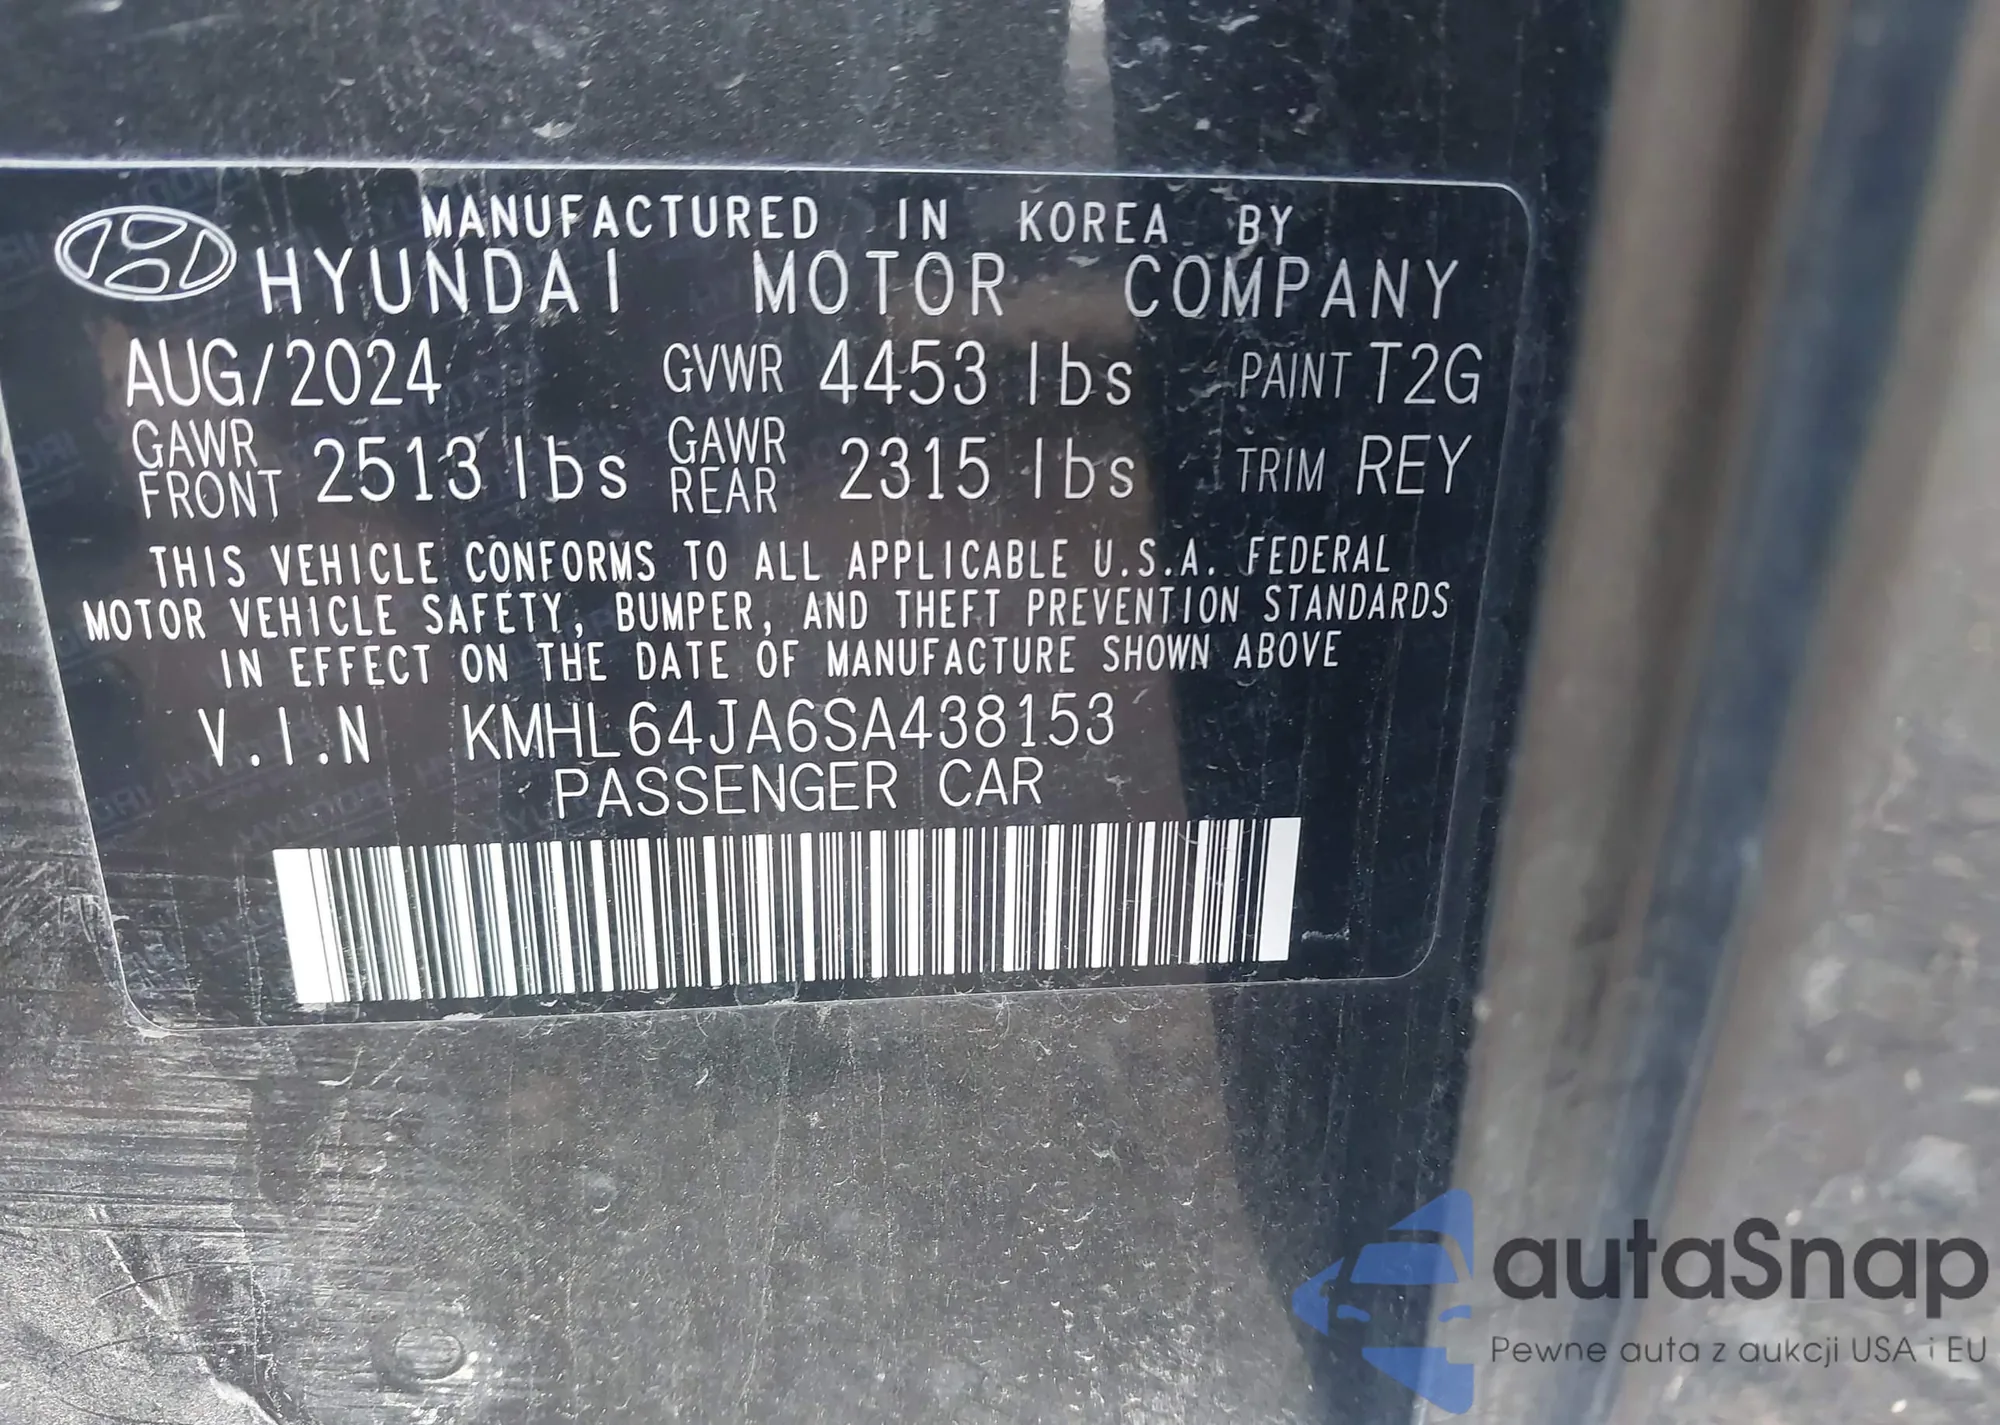 MANUFACTURED IN KOREA BY
HYUNDAI MOTOR COMPANY
AUG/2024 GVWR 4453 lbs PAINT T2G
GAWR FRONT 2513 lbs GAWR REAR 2315 lbs TRIM REY
THIS VEHICLE CONFORMS TO ALL APPLICABLE U.S.A. FEDERAL
MOTOR VEHICLE SAFETY, BUMPER, AND THEFT PREVENTION STANDARDS
IN EFFECT ON THE DATE OF MANUFACTURE SHOWN ABOVE
V.I.N KMHL64JA6SA438153
PASSENGER CAR
autaSnap
Pewne auta z aukcji USA i EU